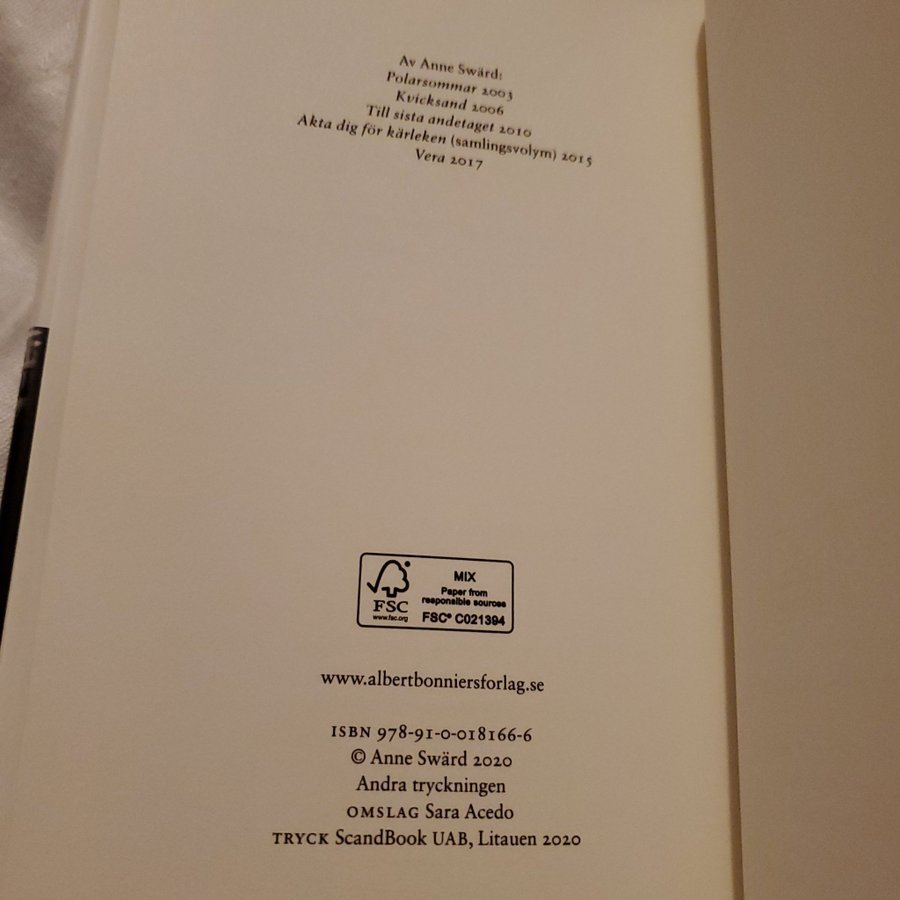 Av Anne Swärd:
Polarsommar 2003
Kvicksand 2006
Till sista andetaget 2010
Akta dig för kärleken (samlingsvolym) 2015
Vera 2017
FSC
www.fsc.org
MIX
Paper from
responsible sources
FSC® C021394
www.albertbonniersforlag.se
ISBN 978-91-0-018166-6
© Anne Swärd 2020
Andra tryckningen
OMSLAG Sara Acedo
TRYCK ScandBook UAB, Litauen 2020